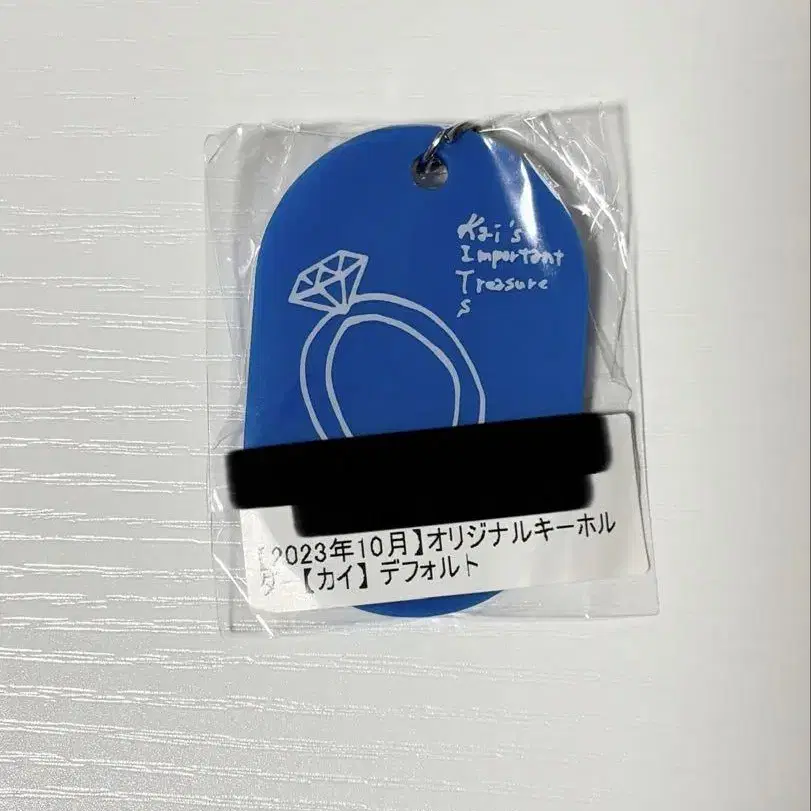 Kai's
Important
Treasure
s
【2023年10月】オリジナルキーホル
ダー【カイ】 デフォルト